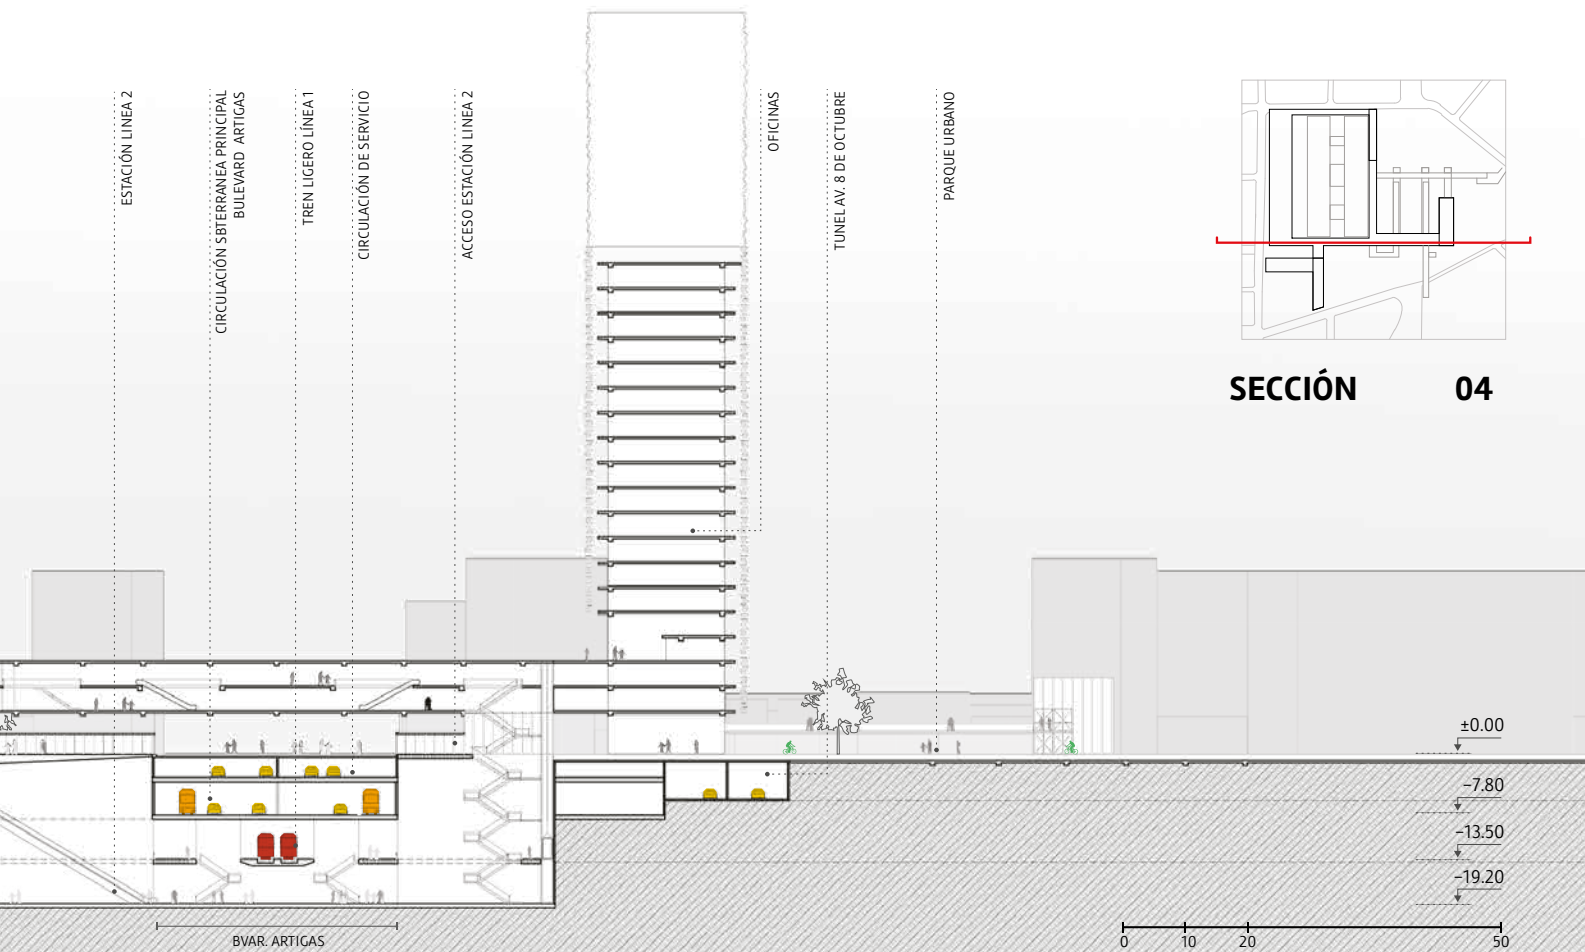 ESTACIÓN LINEA 2
CIRCULACIÓN SBTERRANEA PRINCIPAL
BULEVARD ARTIGAS
TREN LIGERO LÍNEA 1
CIRCULACIÓN DE SERVICIO
ACCESO ESTACIÓN LINEA 2
OFICINAS
TUNEL AV. 8 DE OCTUBRE
PARQUE URBANO
SECCIÓN 04
±0.00
−7.80
−13.50
−19.20
BVAR. ARTIGAS
0 10 20 50